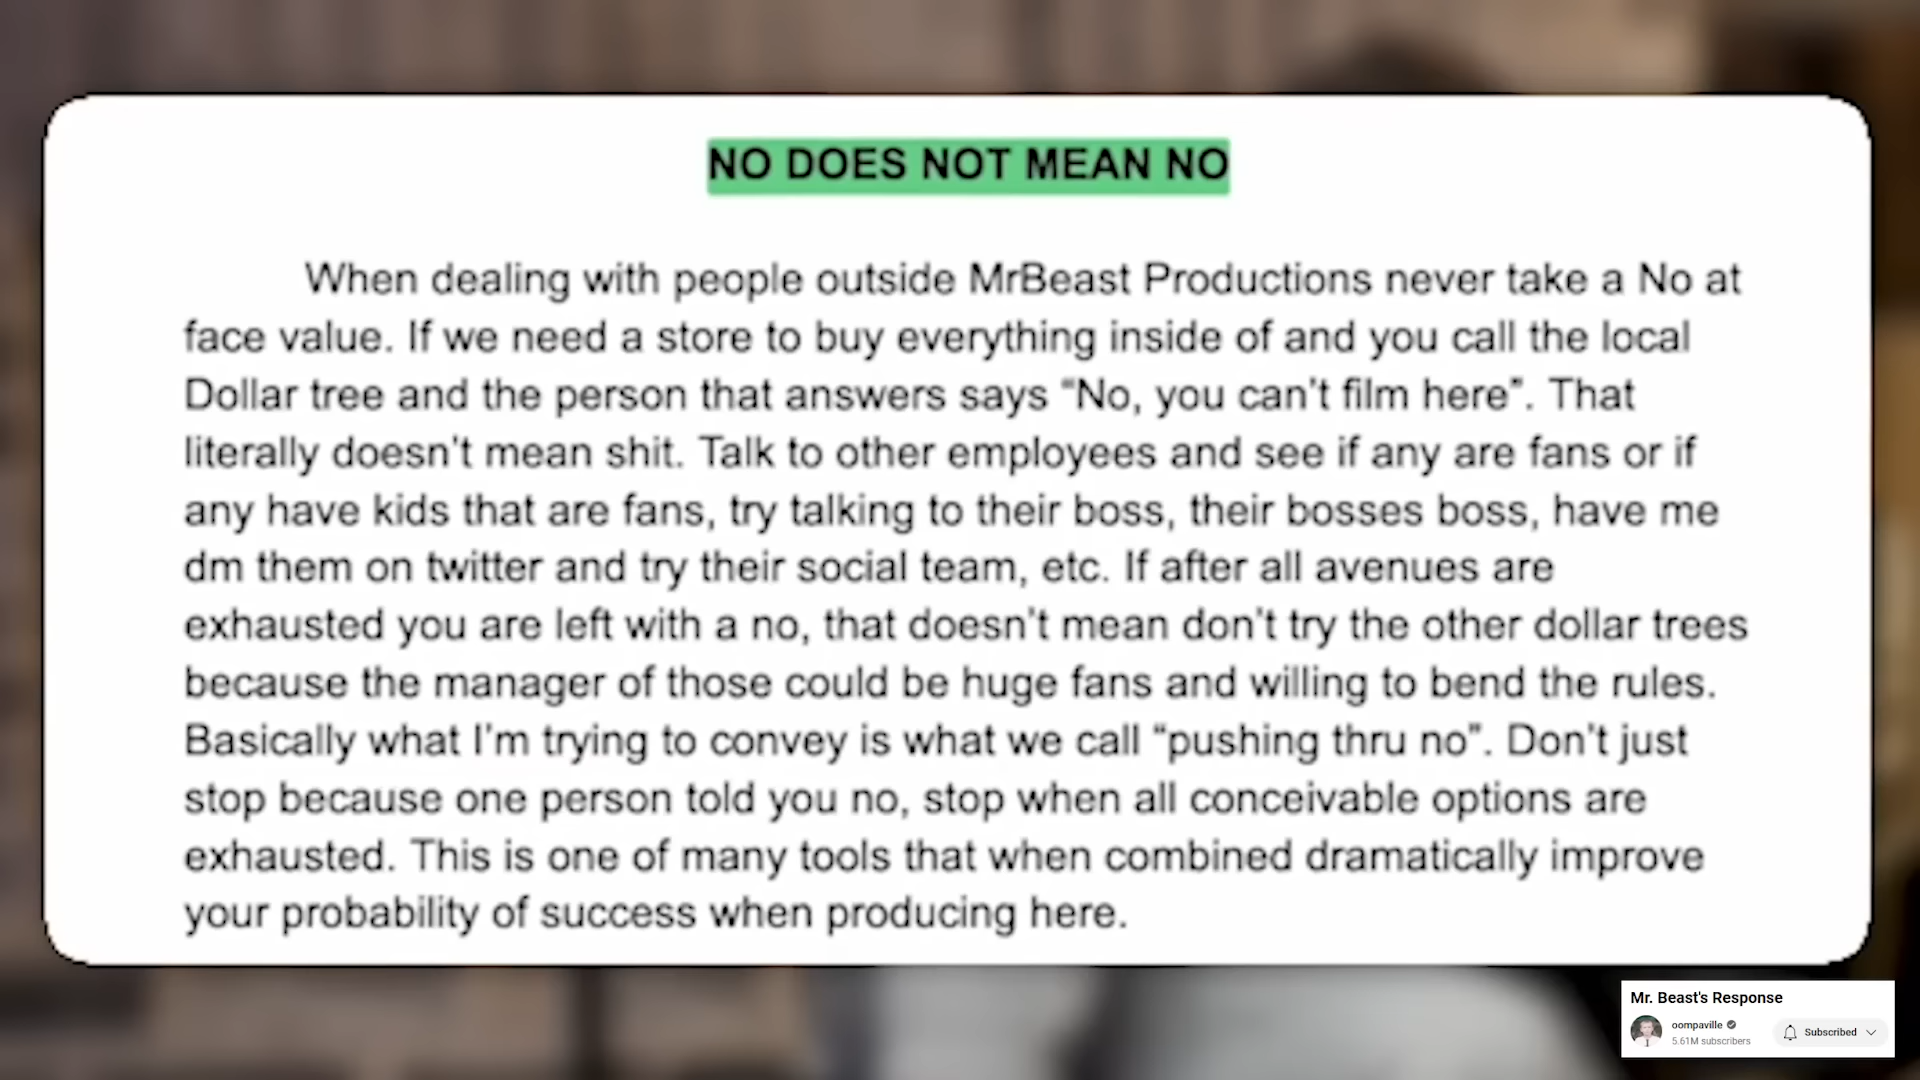 NO DOES NOT MEAN NO
When dealing with people outside MrBeast Productions never take a No at
face value. If we need a store to buy everything inside of and you call the local
Dollar tree and the person that answers says “No, you can’t film here”. That
literally doesn’t mean shit. Talk to other employees and see if any are fans or if
any have kids that are fans, try talking to their boss, their bosses boss, have me
dm them on twitter and try their social team, etc. If after all avenues are
exhausted you are left with a no, that doesn’t mean don’t try the other dollar trees
because the manager of those could be huge fans and willing to bend the rules.
Basically what I’m trying to convey is what we call “pushing thru no”. Don’t just
stop because one person told you no, stop when all conceivable options are
exhausted. This is one of many tools that when combined dramatically improve
your probability of success when producing here.
Mr. Beast's Response
oompaville
5.61M subscribers
Subscribed